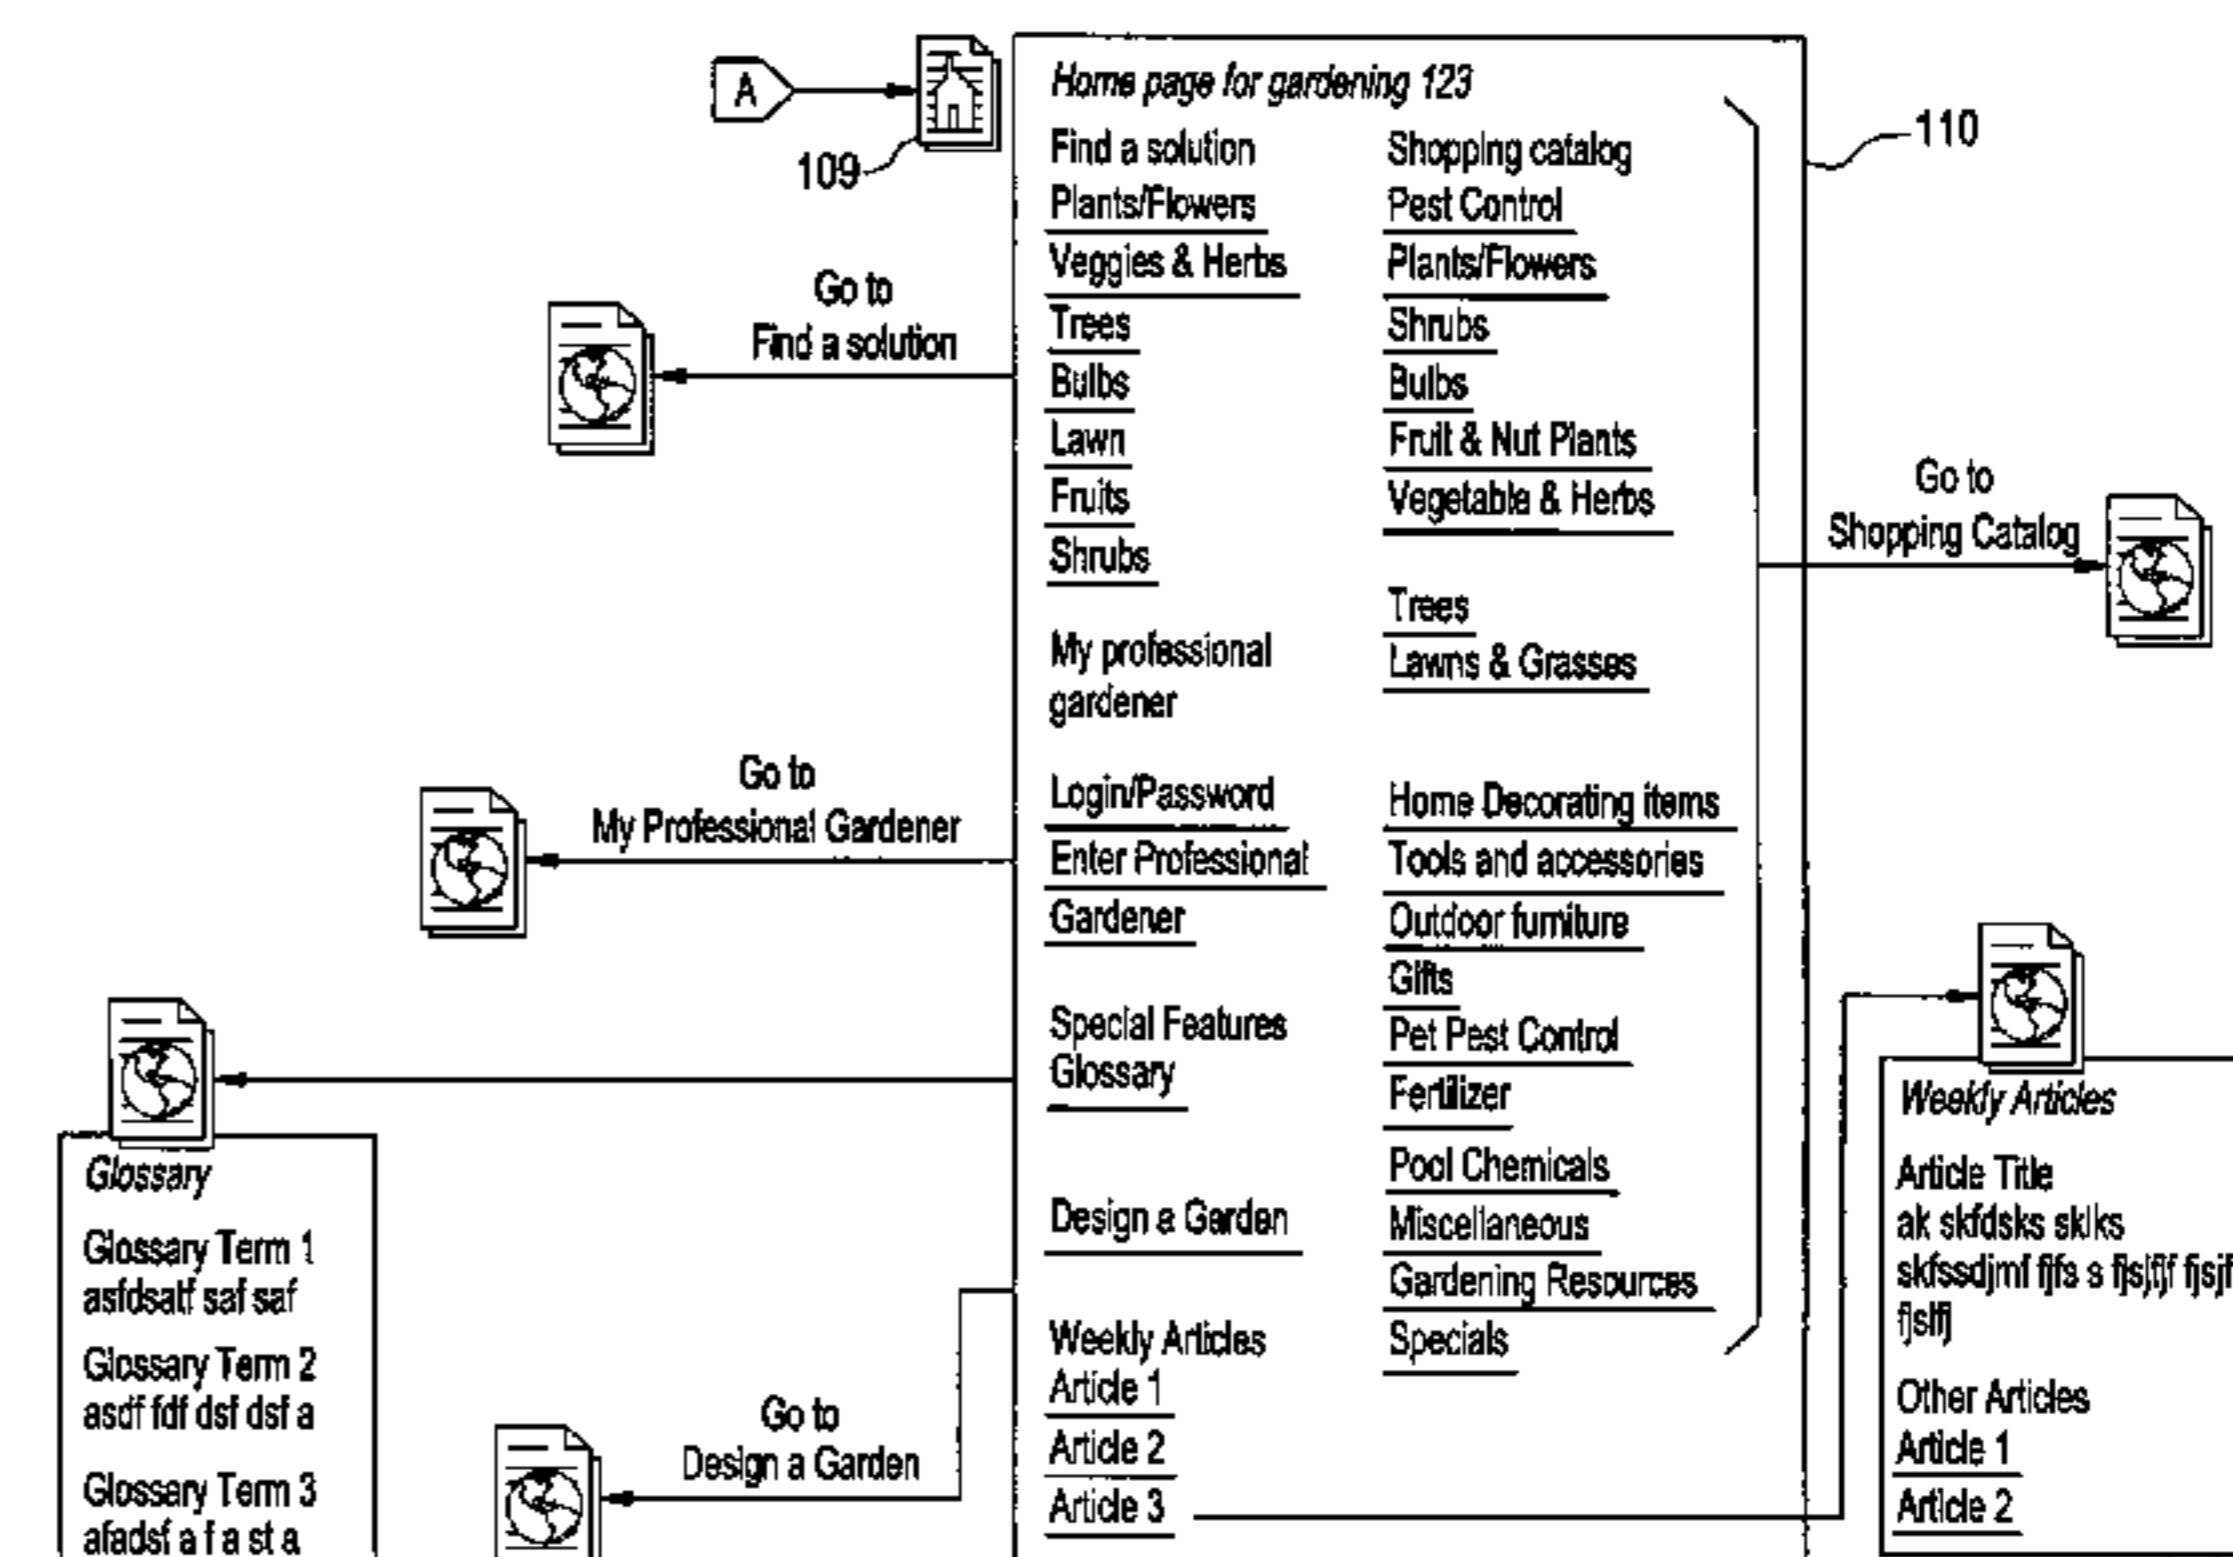 A
109
Home page for gardening 123
Find a solution
Plants/Flowers
Veggies & Herbs
Trees
Bulbs
Lawn
Fruits
Shrubs
My professional
gardener
Login/Password
Enter Professional
Gardener
Special Features
Glossary
Design a Garden
Weekly Articles
Article 1
Article 2
Article 3
Shopping catalog
Pest Control
Plants/Flowers
Shrubs
Bulbs
Fruit & Nut Plants
Vegetable & Herbs
Trees
Lawns & Grasses
Home Decorating items
Tools and accessories
Outdoor furniture
Gifts
Pet Pest Control
Fertilizer
Pool Chemicals
Miscellaneous
Gardening Resources
Specials
110
Go to
Find a solution
Go to
My Professional Gardener
Go to
Shopping Catalog
Glossary
Glossary Term 1
asfdsatf saf saf
Glossary Term 2
asdf fdf dsf dsf a
Glossary Term 3
afadsf a f a st a
Go to
Design a Garden
Weekly Articles
Article Title
ak skfdsks sklks
skfssdjmf fjfs s
Other Articles
Article 1
Article 2